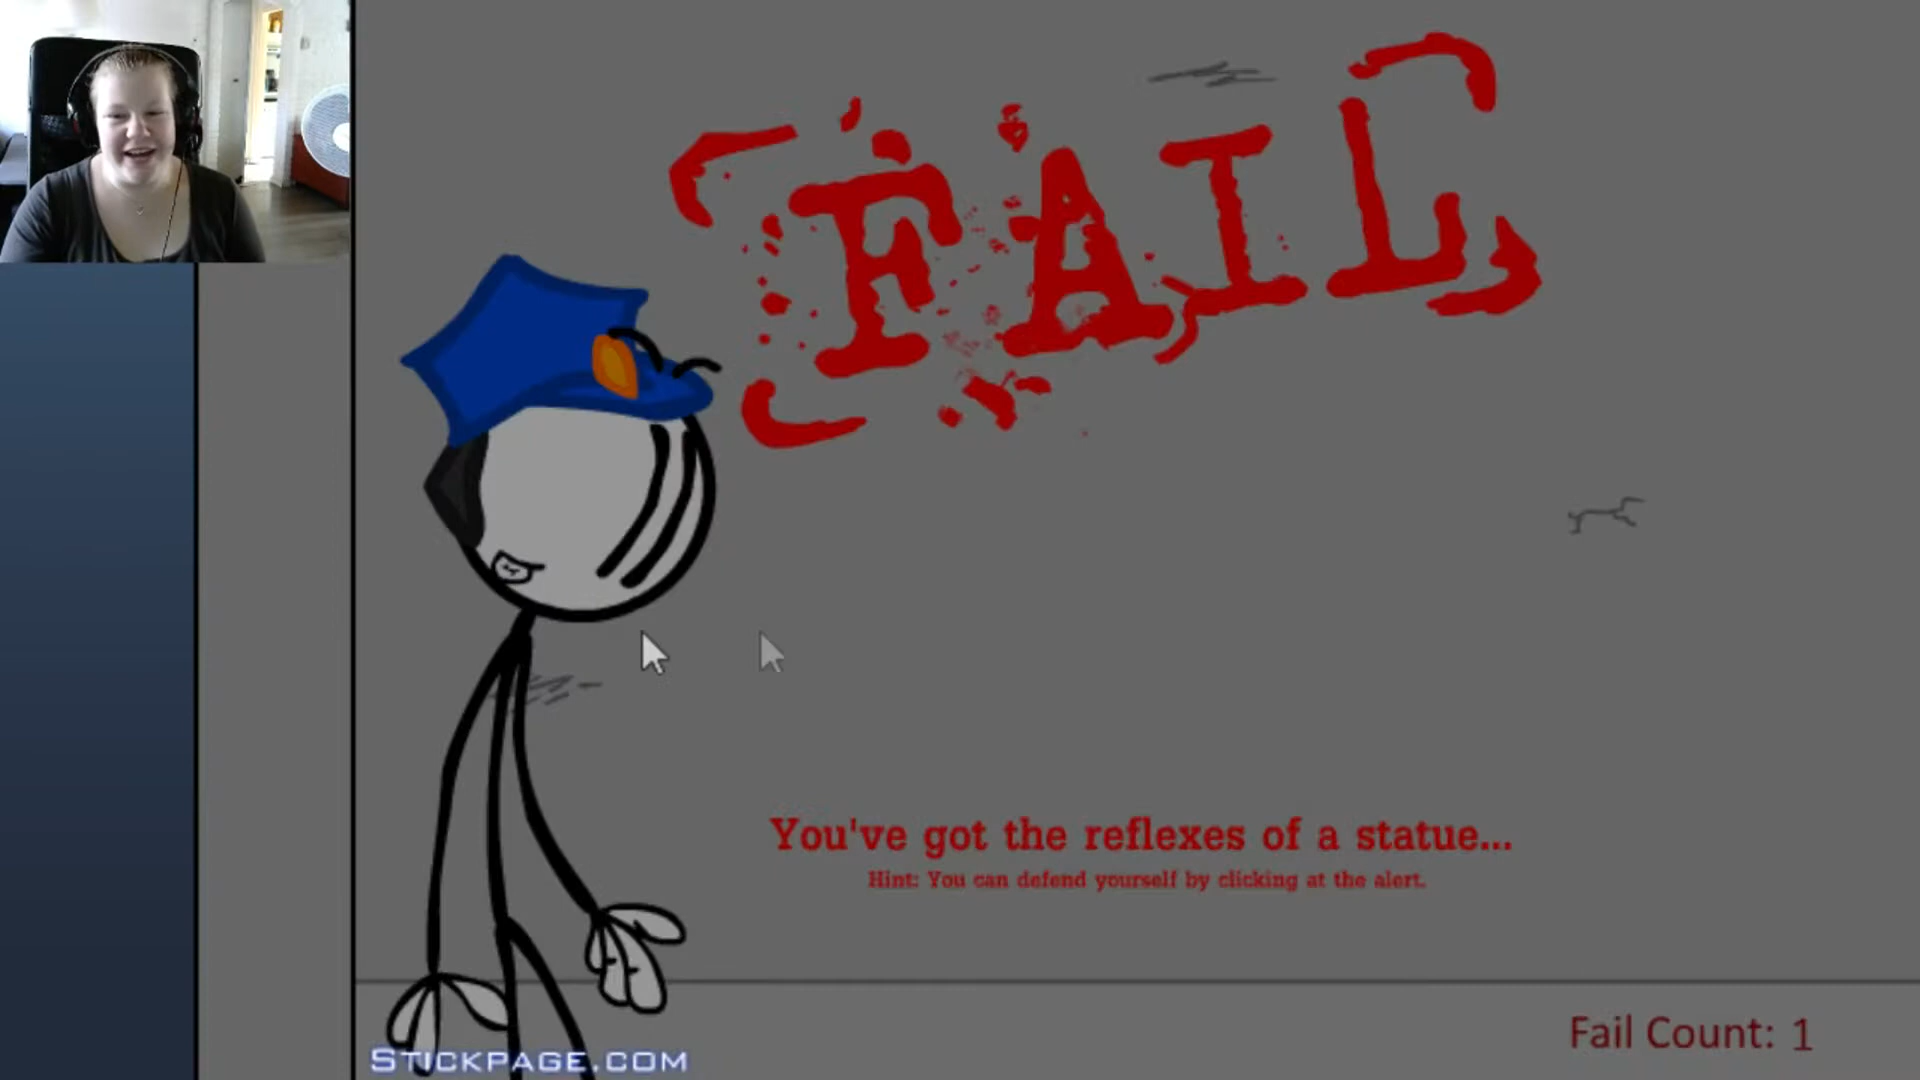 FAIL
You've got the reflexes of a statue...
Hint: You can defend yourself by clicking at the alert.
Fail Count: 1
STICKPAGE.COM